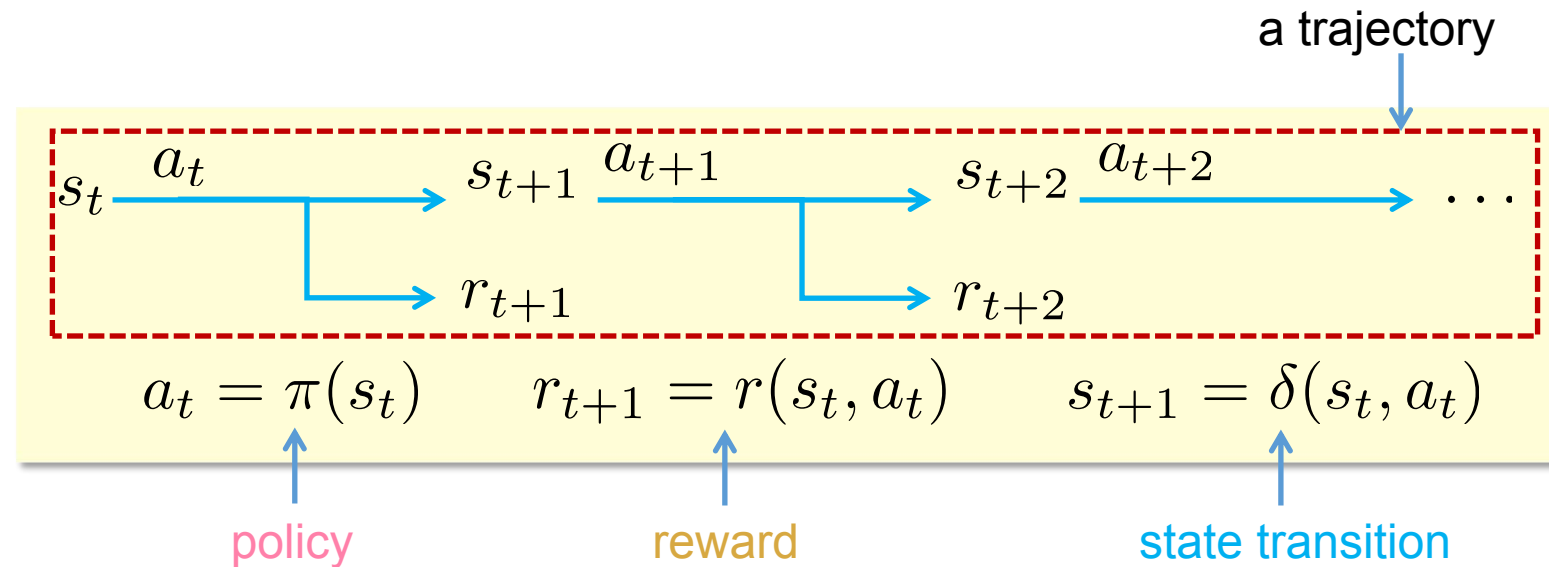 a trajectory
s_t a_t s_{t+1} a_{t+1} s_{t+2} a_{t+2} ···
r_{t+1} r_{t+2}
a_t = π(s_t) r_{t+1} = r(s_t, a_t) s_{t+1} = δ(s_t, a_t)
policy reward state transition